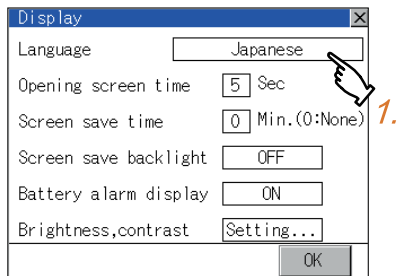 Display
Language Japanese
Opening screen time 5 Sec
Screen save time 0 Min.(0:None)
1.
Screen save backlight OFF
Battery alarm display ON
Brightness,contrast Setting...
OK